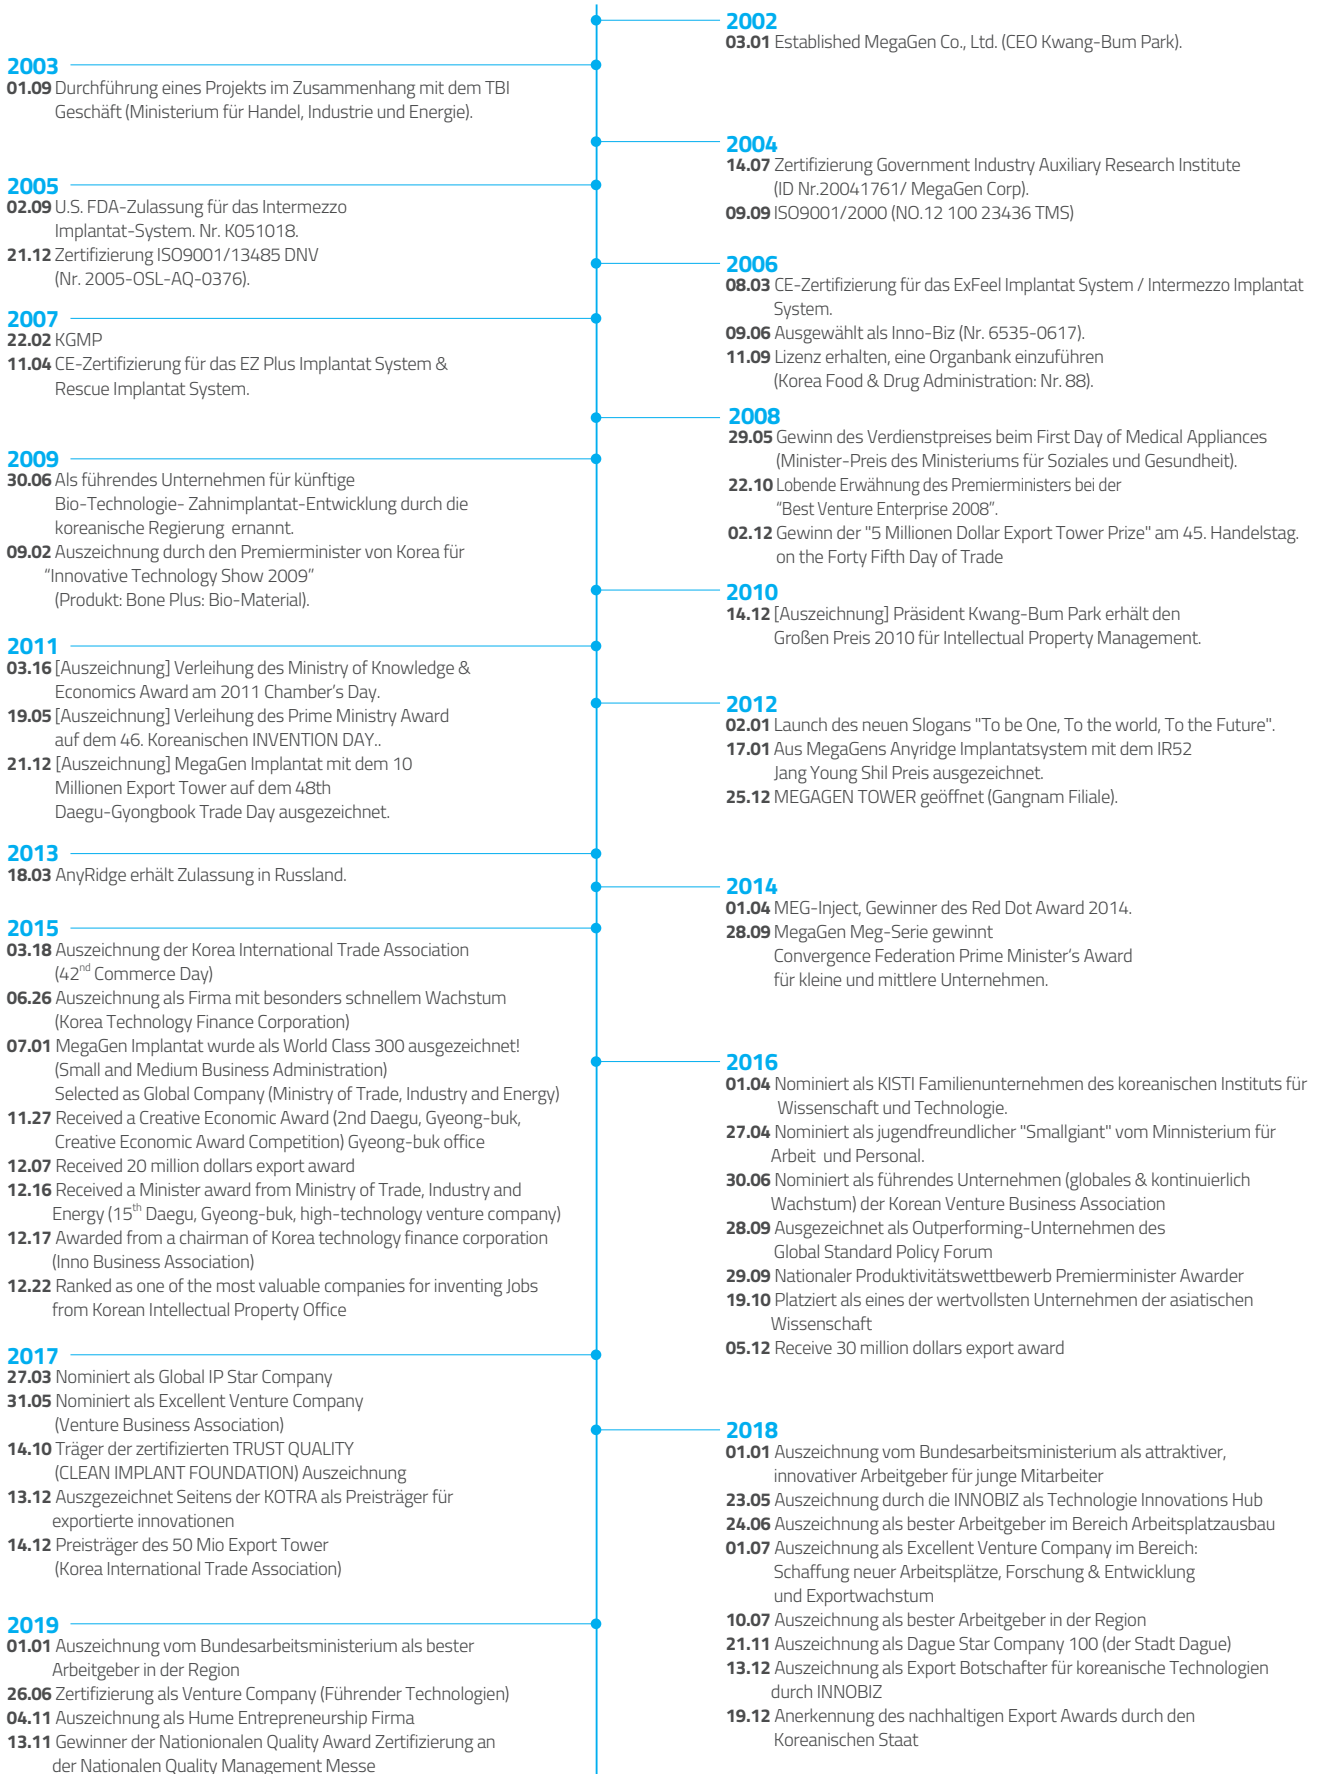 2002
03.01 Established MegaGen Co., Ltd. (CEO Kwang-Bum Park).
2003
01.09 Durchführung eines Projekts im Zusammenhang mit dem TBI
Geschäft (Ministerium für Handel, Industrie und Energie).
2004
14.07 Zertifizierung Government Industry Auxiliary Research Institute
(ID Nr.20041761/ MegaGen Corp).
09.09 ISO9001/2000 (NO.12 100 23436 TMS)
2005
02.09 U.S. FDA-Zulassung für das Intermezzo
Implantat-System. Nr. K051018.
21.12 Zertifizierung ISO9001/13485 DNV
(Nr. 2005-OSL-AQ-0376).
2006
08.03 CE-Zertifizierung für das ExFeel Implantat System / Intermezzo Implantat
System.
09.06 Ausgewählt als Inno-Biz (Nr. 6535-0617).
11.09 Lizenz erhalten, eine Organbank einzuführen
(Korea Food & Drug Administration: Nr. 88).
2007
22.02 KGMP
11.04 CE-Zertifizierung für das EZ Plus Implantat System &
Rescue Implantat System.
2008
29.05 Gewinn des Verdienstpreises beim First Day of Medical Appliances
(Minister-Preis des Ministeriums für Soziales und Gesundheit).
22.10 Lobende Erwähnung des Premierministers bei der
“Best Venture Enterprise 2008”.
02.12 Gewinn der "5 Millionen Dollar Export Tower Prize" am 45. Handelstag.
on the Forty Fifth Day of Trade
2009
30.06 Als führendes Unternehmen für künftige
Bio-Technologie- Zahnimplantat-Entwicklung durch die
koreanische Regierung ernannt.
09.02 Auszeichnung durch den Premierminister von Korea für
“Innovative Technology Show 2009”
(Produkt: Bone Plus: Bio-Material).
2010
14.12 [Auszeichnung] Präsident Kwang-Bum Park erhält den
Großen Preis 2010 für Intellectual Property Management.
2011
03.16 [Auszeichnung] Verleihung des Ministry of Knowledge &
Economics Award am 2011 Chamber’s Day.
19.05 [Auszeichnung] Verleihung des Prime Ministry Award
auf dem 46. Koreanischen INVENTION DAY..
21.12 [Auszeichnung] MegaGen Implantat mit dem 10
Millionen Export Tower auf dem 48th
Daegu-Gyongbook Trade Day ausgezeichnet.
2012
02.01 Launch des neuen Slogans "To be One, To the world, To the Future".
17.01 Aus MegaGens Anyridge Implantatsystem mit dem IR52
Jang Young Shil Preis ausgezeichnet.
25.12 MEGAGEN TOWER geöffnet (Gangnam Filiale).
2013
18.03 AnyRidge erhält Zulassung in Russland.
2014
01.04 MEG-Inject, Gewinner des Red Dot Award 2014.
28.09 MegaGen Meg-Serie gewinnt
Convergence Federation Prime Minister‘s Award
für kleine und mittlere Unternehmen.
2015
03.18 Auszeichnung der Korea International Trade Association
(42nd Commerce Day)
06.26 Auszeichnung als Firma mit besonders schnellem Wachstum
(Korea Technology Finance Corporation)
07.01 MegaGen Implantat wurde als World Class 300 ausgezeichnet!
(Small and Medium Business Administration)
Selected as Global Company (Ministry of Trade, Industry and Energy)
11.27 Received a Creative Economic Award (2nd Daegu, Gyeong-buk,
Creative Economic Award Competition) Gyeong-buk office
12.07 Received 20 million dollars export award
12.16 Received a Minister award from Ministry of Trade, Industry and
Energy (15th Daegu, Gyeong-buk, high-technology venture company)
12.17 Awarded from a chairman of Korea technology finance corporation
(Inno Business Association)
12.22 Ranked as one of the most valuable companies for inventing Jobs
from Korean Intellectual Property Office
2016
01.04 Nominiert als KISTI Familienunternehmen des koreanischen Instituts für
Wissenschaft und Technologie.
27.04 Nominiert als jugendfreundlicher "Smallgiant" vom Minnisterium für
Arbeit und Personal.
30.06 Nominiert als führendes Unternehmen (globales & kontinuierlich
Wachstum) der Korean Venture Business Association
28.09 Ausgezeichnet als Outperforming-Unternehmen des
Global Standard Policy Forum
29.09 Nationaler Produktivitätswettbewerb Premierminister Awarder
19.10 Platziert als eines der wertvollsten Unternehmen der asiatischen
Wissenschaft
05.12 Receive 30 million dollars export award
2017
27.03 Nominiert als Global IP Star Company
31.05 Nominiert als Excellent Venture Company
(Venture Business Association)
14.10 Träger der zertifizierten TRUST QUALITY
(CLEAN IMPLANT FOUNDATION) Auszeichnung
13.12 Auszgezeichnet Seitens der KOTRA als Preisträger für
exportierte innovationen
14.12 Preisträger des 50 Mio Export Tower
(Korea International Trade Association)
2018
01.01 Auszeichnung vom Bundesarbeitsministerium als attraktiver,
innovativer Arbeitgeber für junge Mitarbeiter
23.05 Auszeichnung durch die INNOBIZ als Technologie Innovations Hub
24.06 Auszeichnung als bester Arbeitgeber im Bereich Arbeitsplatzausbau
01.07 Auszeichnung als Excellent Venture Company im Bereich:
Schaffung neuer Arbeitsplätze, Forschung & Entwicklung
und Exportwachstum
10.07 Auszeichnung als bester Arbeitgeber in der Region
21.11 Auszeichnung als Dague Star Company 100 (der Stadt Dague)
13.12 Auszeichnung als Export Botschafter für koreanische Technologien
durch INNOBIZ
19.12 Anerkennung des nachhaltigen Export Awards durch den
Koreanischen Staat
2019
01.01 Auszeichnung vom Bundesarbeitsministerium als bester
Arbeitgeber in der Region
26.06 Zertifizierung als Venture Company (Führender Technologien)
04.11 Auszeichnung als Hume Entrepreneurship Firma
13.11 Gewinner der Nationionalen Quality Award Zertifizierung an
der Nationalen Quality Management Messe